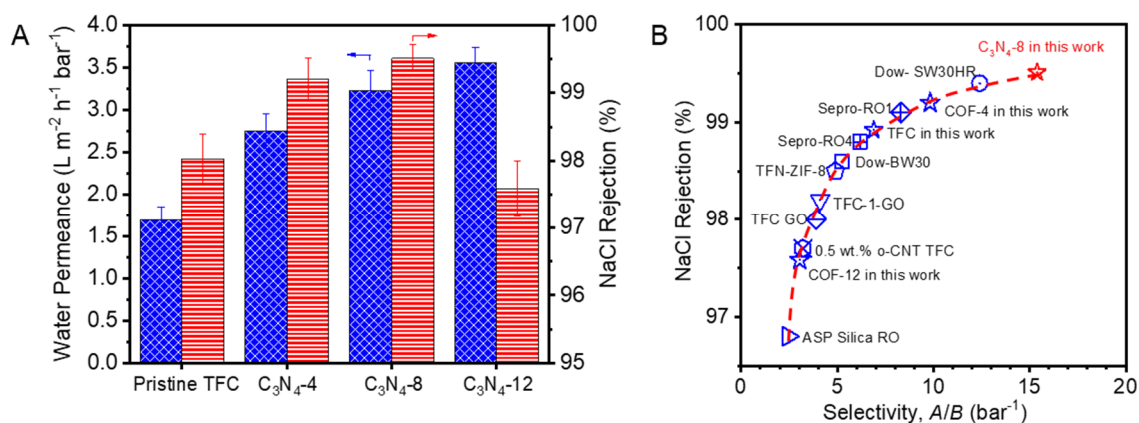 A
Water Permeance (L m⁻² h⁻¹ bar⁻¹)
4.0
3.5
3.0
2.5
2.0
1.5
1.0
0.5
0.0
Pristine TFC
C₃N₄-4
C₃N₄-8
C₃N₄-12
100
99
98
97
96
95
NaCl Rejection (%)
B
NaCl Rejection (%)
100
99
98
97
C₃N₄-8 in this work
Dow- SW30HR
COF-4 in this work
Sepro-RO1
TFC in this work
Sepro-RO4
Dow-BW30
TFN-ZIF-8
TFC-1-GO
TFC GO
0.5 wt.% o-CNT TFC
COF-12 in this work
ASP Silica RO
0
5
10
15
20
Selectivity, A/B (bar⁻¹)